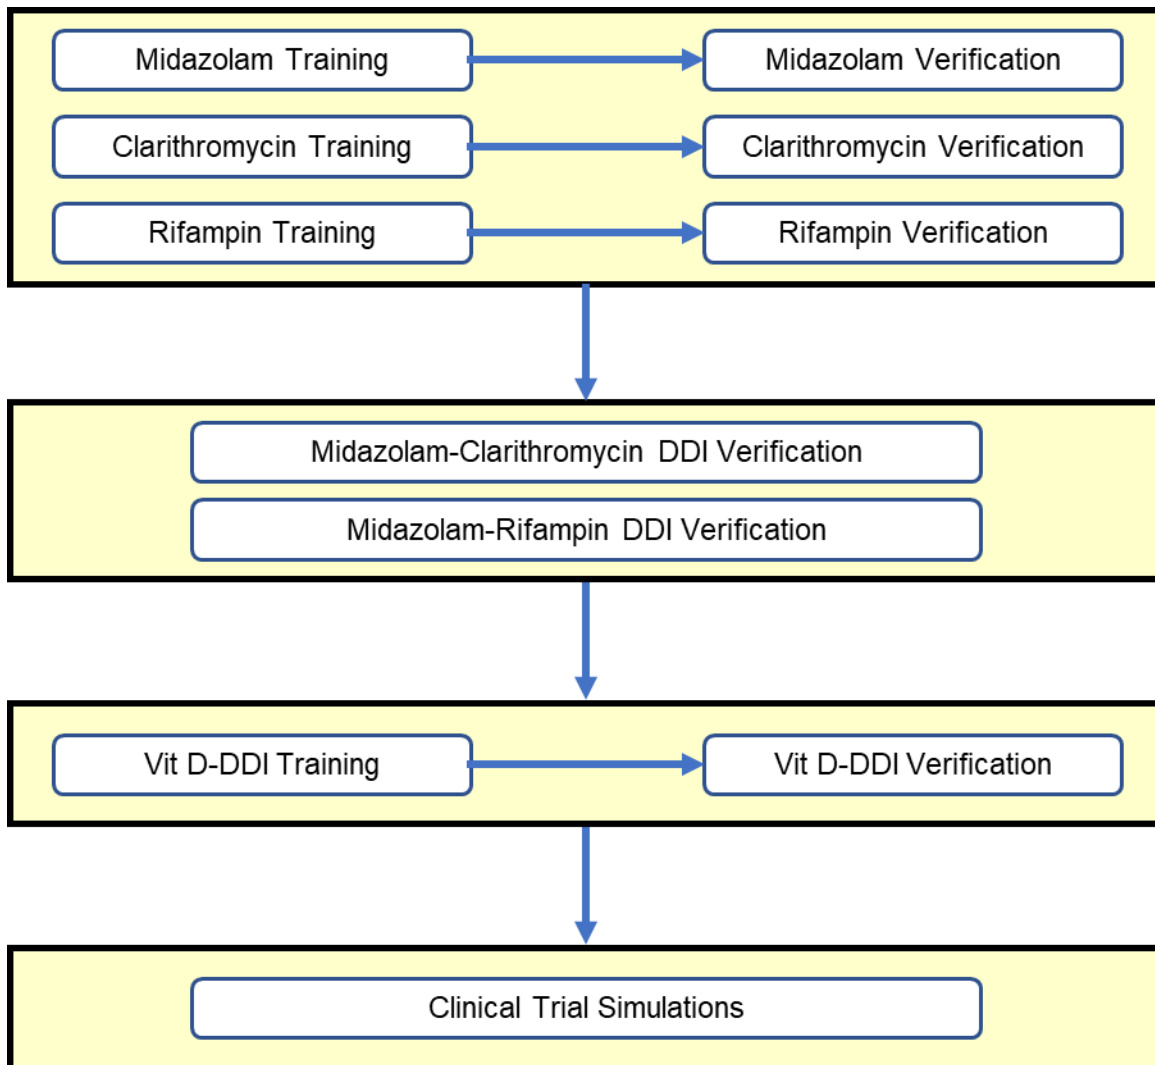 Midazolam Training
Midazolam Verification
Clarithromycin Training
Clarithromycin Verification
Rifampin Training
Rifampin Verification
Midazolam-Clarithromycin DDI Verification
Midazolam-Rifampin DDI Verification
Vit D-DDI Training
Vit D-DDI Verification
Clinical Trial Simulations